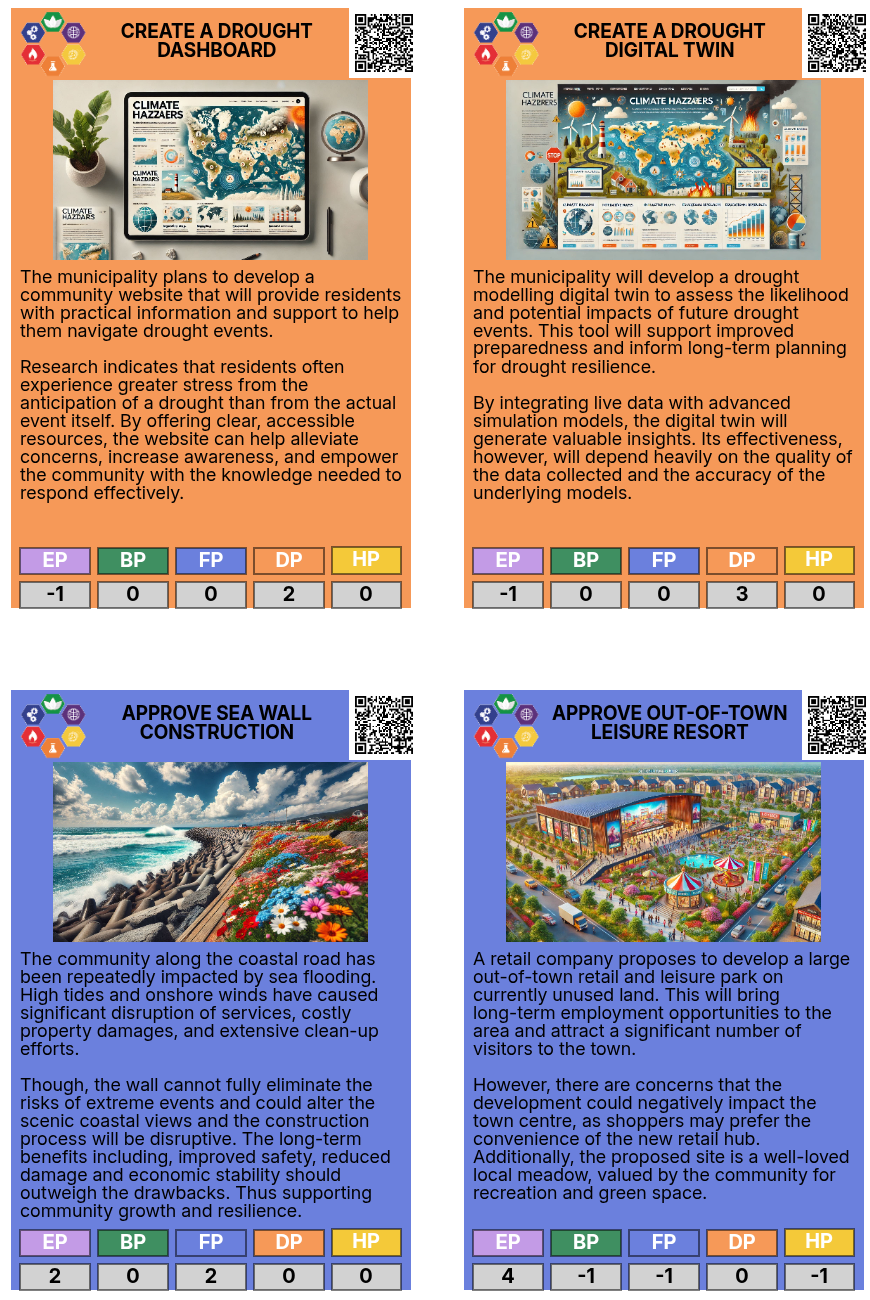 CREATE A DROUGHT
DASHBOARD
CLIMATE
HAZZAERS
CLIMATE
HAZZDARS
CLIMATE
HAZDARS
The municipality plans to develop a
community website that will provide residents
with practical information and support to help
them navigate drought events.
Research indicates that residents often
experience greater stress from the
anticipation of a drought than from the actual
event itself. By offering clear, accessible
resources, the website can help alleviate
concerns, increase awareness, and empower
the community with the knowledge needed to
respond effectively.
EP BP FP DP HP
-1 0 0 2 0
CREATE A DROUGHT
DIGITAL TWIN
CLIMATE HAZZERS
STOP
The municipality will develop a drought
modelling digital twin to assess the likelihood
and potential impacts of future drought
events. This tool will support improved
preparedness and inform long-term planning
for drought resilience.
By integrating live data with advanced
simulation models, the digital twin will
generate valuable insights. Its effectiveness,
however, will depend heavily on the quality of
the data collected and the accuracy of the
underlying models.
EP BP FP DP HP
-1 0 0 3 0
APPROVE SEA WALL
CONSTRUCTION
The community along the coastal road has
been repeatedly impacted by sea flooding.
High tides and onshore winds have caused
significant disruption of services, costly
property damages, and extensive clean-up
efforts.
Though, the wall cannot fully eliminate the
risks of extreme events and could alter the
scenic coastal views and the construction
process will be disruptive. The long-term
benefits including, improved safety, reduced
damage and economic stability should
outweigh the drawbacks. Thus supporting
community growth and resilience.
EP BP FP DP HP
2 0 2 0 0
APPROVE OUT-OF-TOWN
LEISURE RESORT
A retail company proposes to develop a large
out-of-town retail and leisure park on
currently unused land. This will bring
long-term employment opportunities to the
area and attract a significant number of
visitors to the town.
However, there are concerns that the
development could negatively impact the
town centre, as shoppers may prefer the
convenience of the new retail hub.
Additionally, the proposed site is a well-loved
local meadow, valued by the community for
recreation and green space.
EP BP FP DP HP
4 -1 -1 0 -1